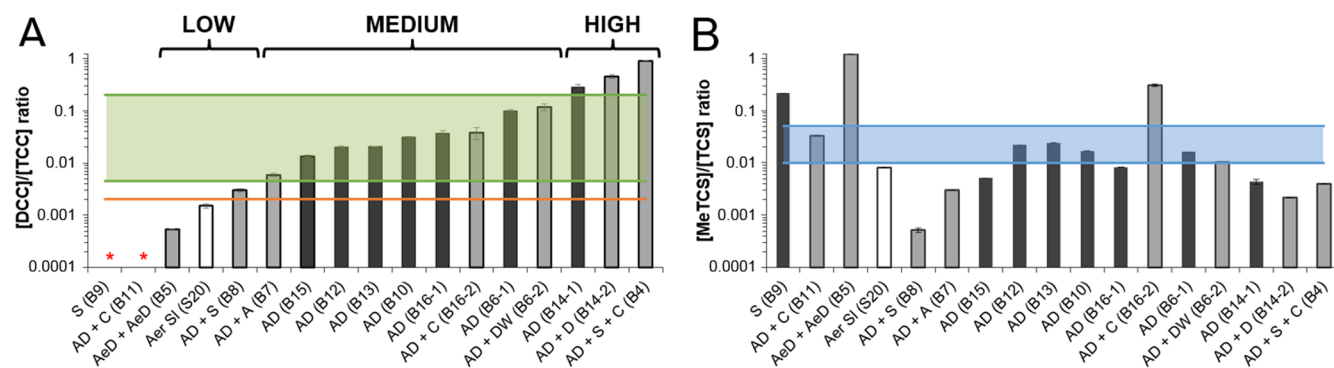 A
LOW
MEDIUM
HIGH
[DCC]/[TCC] ratio
1
0.1
0.01
0.001
0.0001
*
*
S (B9)
AD + C (B11)
AeD + AeD (B5)
Aer Sl (S20)
AD + S (B8)
AD + A (B7)
AD (B15)
AD (B12)
AD (B13)
AD (B10)
AD (B16-1)
AD + C (B16-2)
AD (B6-1)
AD + DW (B6-2)
AD (B14-1)
AD + D (B14-2)
AD + S + C (B4)
B
[MeTCS]/[TCS] ratio
1
0.1
0.01
0.001
0.0001
S (B9)
AD + C (B11)
AeD + AeD (B5)
Aer Sl (S20)
AD + S (B8)
AD + A (B7)
AD (B15)
AD (B12)
AD (B13)
AD (B10)
AD (B16-1)
AD + C (B16-2)
AD (B6-1)
AD + DW (B6-2)
AD (B14-1)
AD + D (B14-2)
AD + S + C (B4)